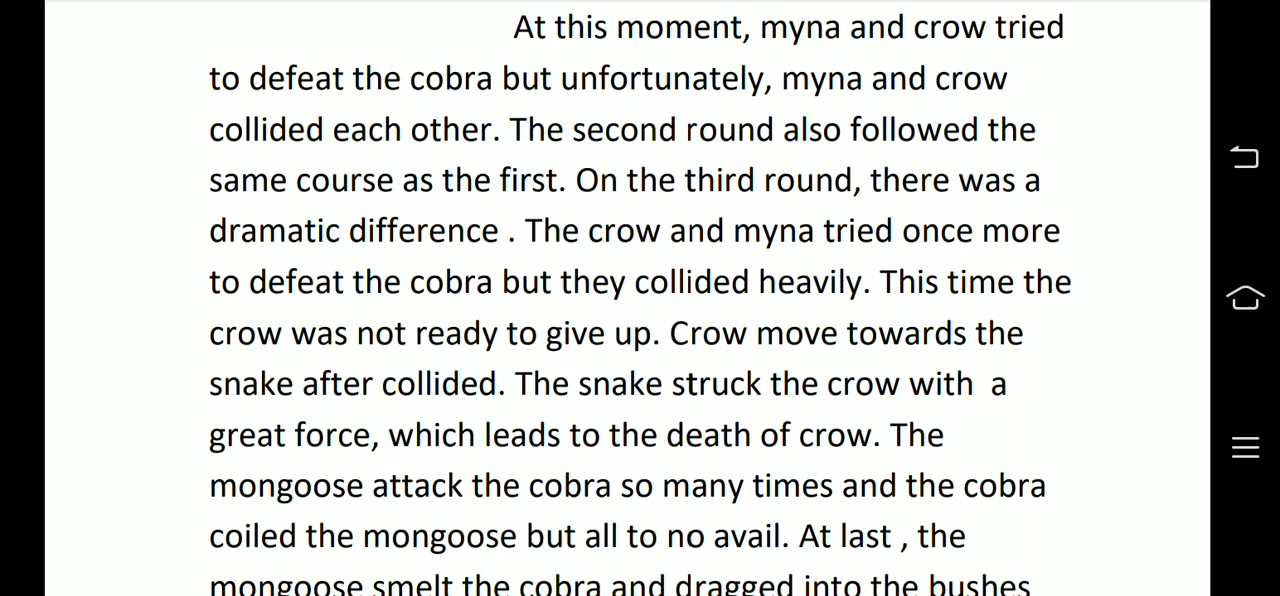 At this moment, myna and crow tried
to defeat the cobra but unfortunately, myna and crow
collided each other. The second round also followed the
same course as the first. On the third round, there was a
dramatic difference . The crow and myna tried once more
to defeat the cobra but they collided heavily. This time the
crow was not ready to give up. Crow move towards the
snake after collided. The snake struck the crow with  a
great force, which leads to the death of crow. The
mongoose attack the cobra so many times and the cobra
coiled the mongoose but all to no avail. At last , the
mongoose smelt the cobra and dragged into the bushes